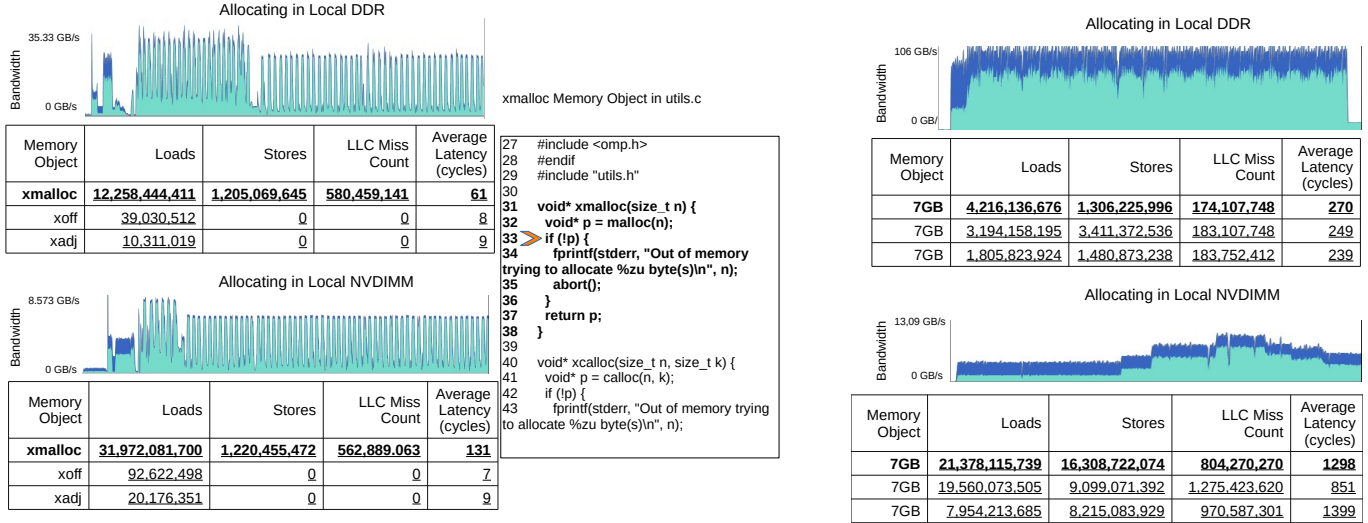 Allocating in Local DDR
35.33 GB/s
Bandwidth
0 GB/s
Memory Object Loads Stores LLC Miss Count Average Latency (cycles)
xmalloc 12,258,444,411 1,205,069,645 580,459,141 61
xoff 39,030,512 0 0 8
xadj 10,311,019 0 0 9
Allocating in Local NVDIMM
8.573 GB/s
Bandwidth
0 GB/s
Memory Object Loads Stores LLC Miss Count Average Latency (cycles)
xmalloc 31,972,081,700 1,220,455,472 562,889.063 131
xoff 92,622,498 0 0 7
xadj 20,176,351 0 0 9
xmalloc Memory Object in utils.c
27 #include <omp.h>
28 #endif
29 #include "utils.h"
30
31 void* xmalloc(size_t n) {
32 void* p = malloc(n);
33 if (!p) {
34 fprintf(stderr, "Out of memory
trying to allocate %zu byte(s)\n", n);
35 abort();
36 }
37 return p;
38 }
39
40 void* xcalloc(size_t n, size_t k) {
41 void* p = calloc(n, k);
42 if (!p) {
43 fprintf(stderr, "Out of memory trying
to allocate %zu byte(s)\n", n);
Allocating in Local DDR
106 GB/s
Bandwidth
0 GB/
Memory Object Loads Stores LLC Miss Count Average Latency (cycles)
7GB 4,216,136,676 1,306,225,996 174,107,748 270
7GB 3,194,158,195 3,411,372,536 183,107,748 249
7GB 1,805,823,924 1,480,873,238 183,752,412 239
Allocating in Local NVDIMM
13,09 GB/s
Bandwidth
0 GB/s
Memory Object Loads Stores LLC Miss Count Average Latency (cycles)
7GB 21,378,115,739 16,308,722,074 804,270,270 1298
7GB 19,560,073,505 9,099,071,392 1,275,423,620 851
7GB 7,954,213,685 8,215,083,929 970,587,301 1399